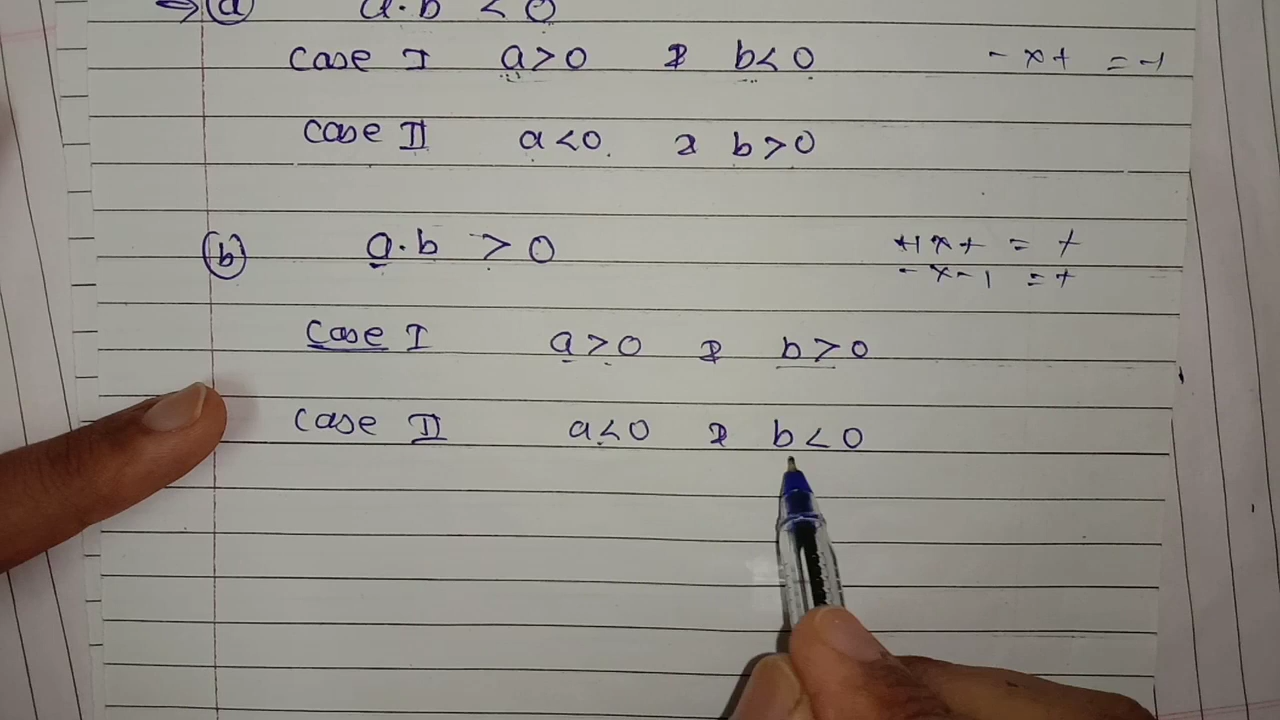 ⇒ (a) a·b < 0
Case I a>0 & b<0 - x + = -
Case II a<0 & b>0
(b) a·b > 0 + x + = +
- x - = +
Case I a>0 & b>0
Case II a<0 & b<0